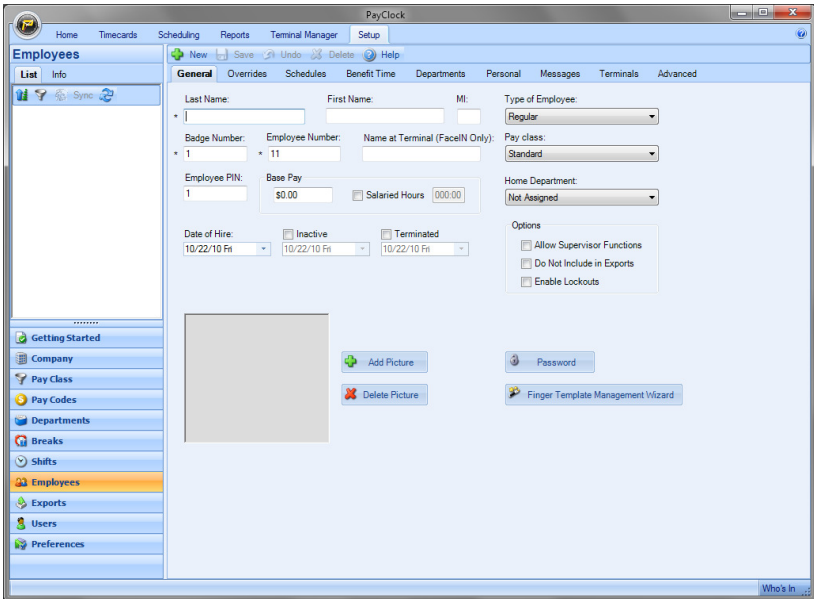 PayClock
Home Timecards Scheduling Reports Terminal Manager Setup
Employees
New Save Undo Delete Help
List Info
General Overrides Schedules Benefit Time Departments Personal Messages Terminals Advanced
Sync
Last Name: First Name: MI: Type of Employee:
* Regular
Badge Number: Employee Number: Name at Terminal (FaceIN Only): Pay class:
* 1 * 11 Standard
Employee PIN: Base Pay Home Department:
1 $0.00 Salaried Hours 000:00 Not Assigned
Date of Hire: Inactive Terminated Options
10/22/10 Fri 10/22/10 Fri 10/22/10 Fri Allow Supervisor Functions
Do Not Include in Exports
Enable Lockouts
Getting Started
Company
Pay Class
Pay Codes
Departments
Breaks
Shifts
Employees
Exports
Users
Preferences
Add Picture Password
Delete Picture Finger Template Management Wizard
Who's In